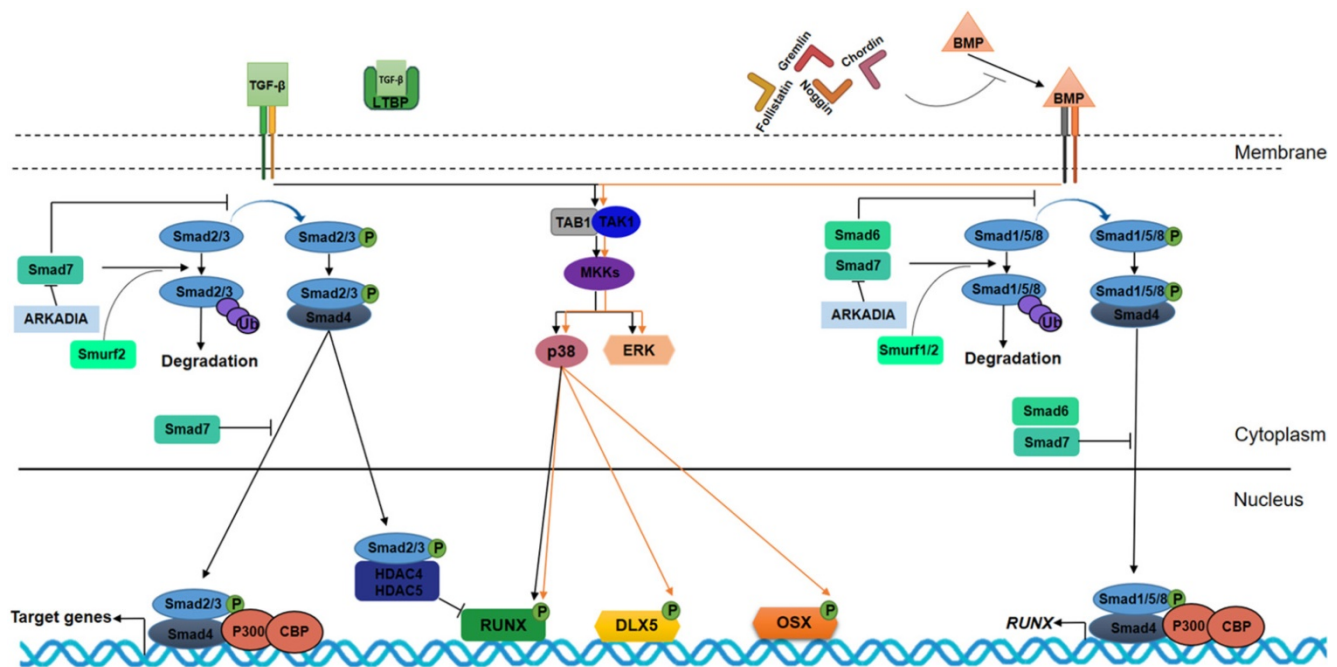 BMP
Gremlin
Chordin
TGF-β
TGF-β
LTBP
Follistatin
Noggin
BMP
Membrane
Smad2/3
Smad2/3 P
TAB1 TAK1
Smad6
Smad1/5/8
Smad1/5/8 P
Smad7
Smad7
MKKs
Smad2/3
Smad2/3 P
Smad1/5/8
Smad1/5/8 P
ARKADIA
Ub
Smad4
ARKADIA
Ub
Smad4
Smurf2
Degradation
p38
ERK
Smurf1/2
Degradation
Smad7
Smad6
Smad7
Cytoplasm
Nucleus
Smad2/3 P
HDAC4
HDAC5
Target genes
Smad2/3 P
Smad4
P300
CBP
RUNX P
DLX5 P
OSX P
RUNX
Smad1/5/8 P
Smad4
P300
CBP